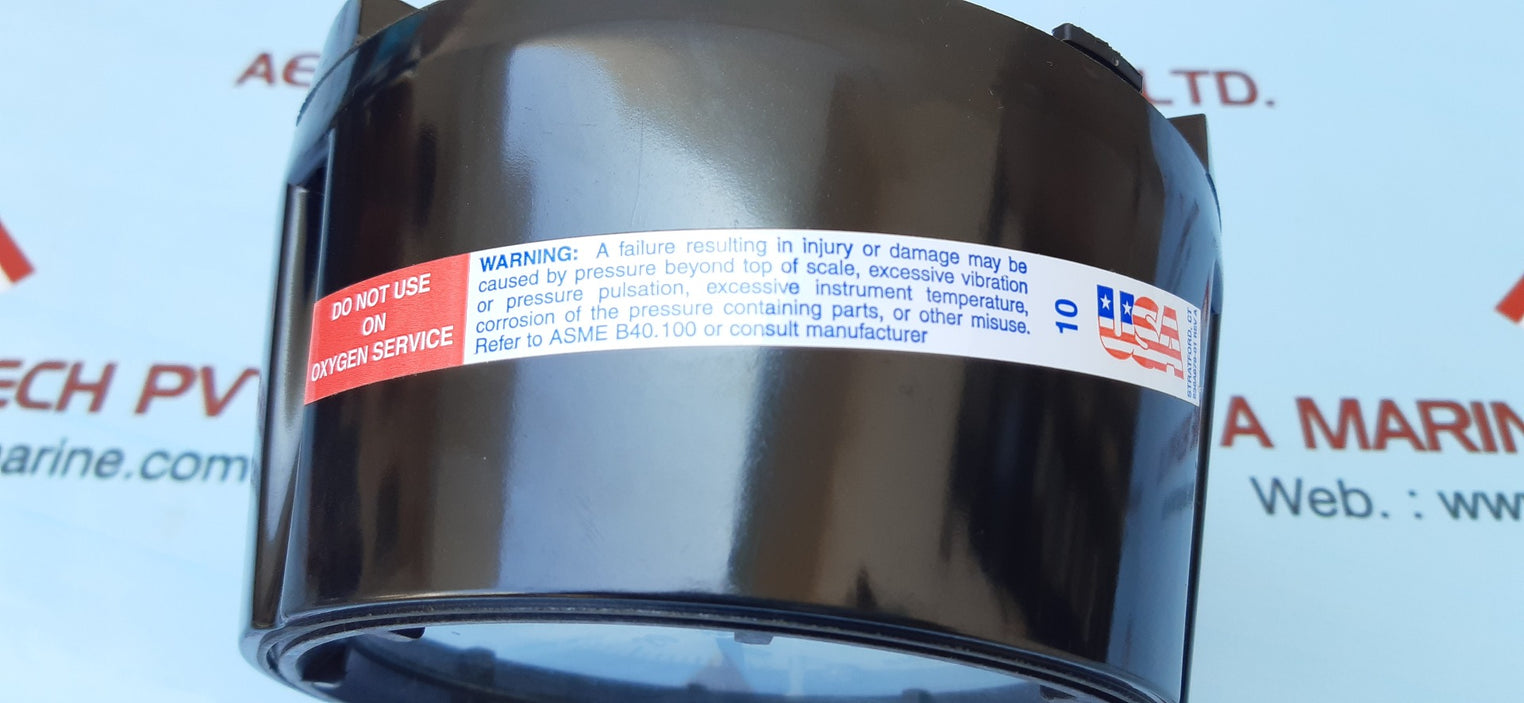 AE LTD.
DO NOT USE
ON
OXYGEN SERVICE
WARNING: A failure resulting in injury or damage may be
caused by pressure beyond top of scale, excessive vibration
or pressure pulsation, excessive instrument temperature,
corrosion of the pressure containing parts, or other misuse.
Refer to ASME B40.100 or consult manufacturer
10
USA
STRATFORD, CT
ECH PV
arine.com
A MARIN
Web. : ww